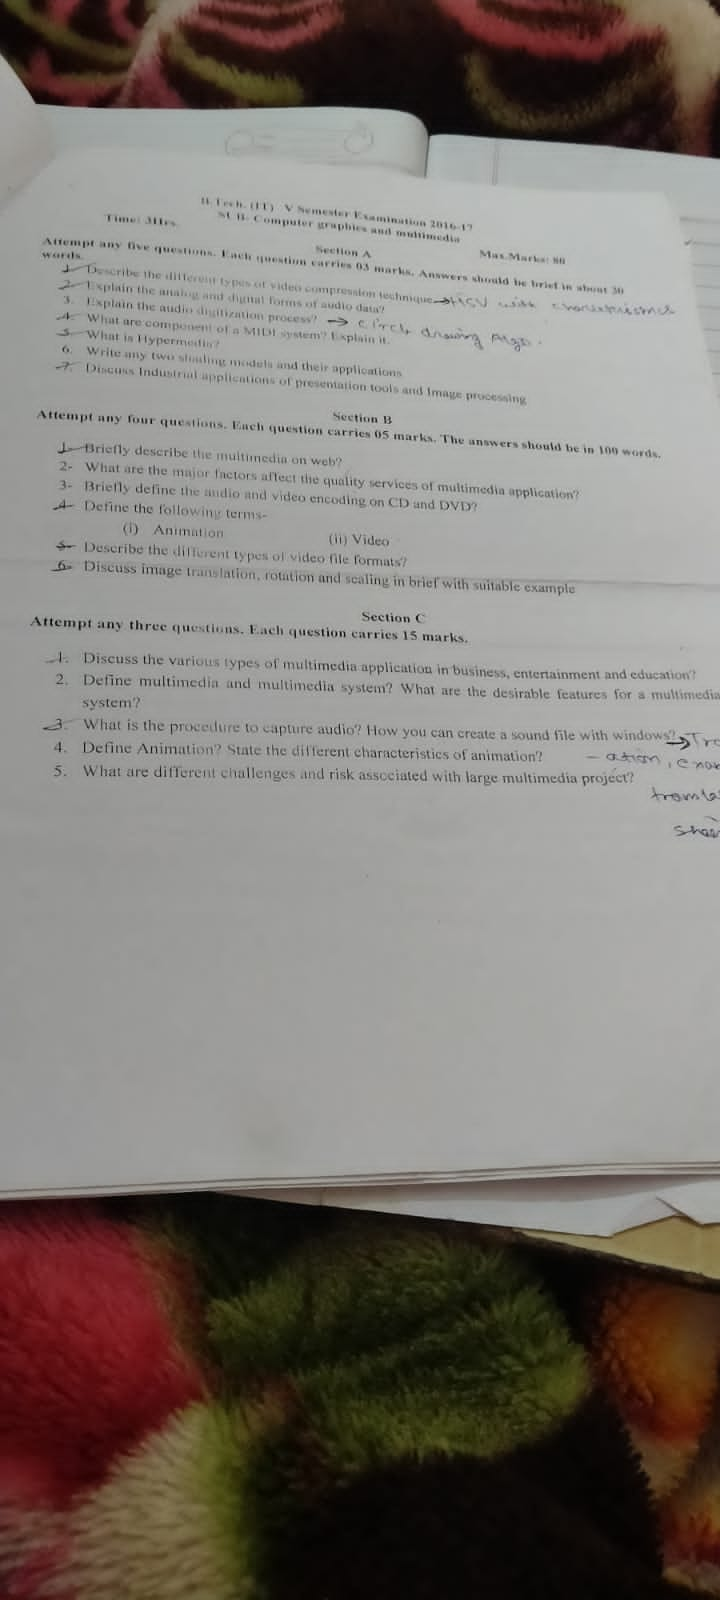 B.Tech. (IT) V Semester Examination 2016-17
Computer graphics and multimedia
Time: 3Hrs. Max.Marks: 80
Section A
Attempt any five questions. Each question carries 03 marks. Answers should be brief in about 30 words.
1. Describe the different types of video compression technique → HSV with
2. Explain the analog and digital forms of audio data?
3. Explain the audio digitization process? → Circle drawing Algo.
4. What are component of a MIDI system? Explain it.
5. What is Hypermedia?
6. Write any two shading models and their applications
7. Discuss Industrial applications of presentation tools and Image processing
Section B
Attempt any four questions. Each question carries 05 marks. The answers should be in 100 words.
1- Briefly describe the multimedia on web?
2- What are the major factors affect the quality services of multimedia application?
3- Briefly define the audio and video encoding on CD and DVD?
4- Define the following terms-
(i) Animation (ii) Video
5- Describe the different types of video file formats?
6- Discuss image translation, rotation and scaling in brief with suitable example
Section C
Attempt any three questions. Each question carries 15 marks.
1. Discuss the various types of multimedia application in business, entertainment and education?
2. Define multimedia and multimedia system? What are the desirable features for a multimedia
system?
3. What is the procedure to capture audio? How you can create a sound file with windows? → Tra
4. Define Animation? State the different characteristics of animation? - ation,
5. What are different challenges and risk associated with large multimedia project?